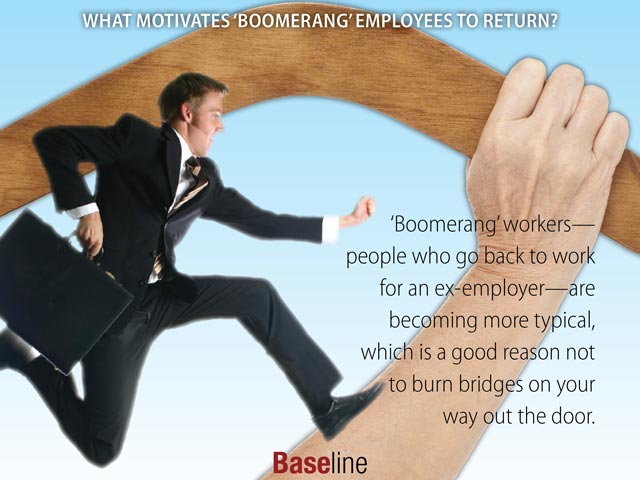 WHAT MOTIVATES ‘BOOMERANG’ EMPLOYEES TO RETURN?
‘Boomerang’ workers—
people who go back to work
for an ex-employer—are
becoming more typical,
which is a good reason not
to burn bridges on your
way out the door.
Baseline